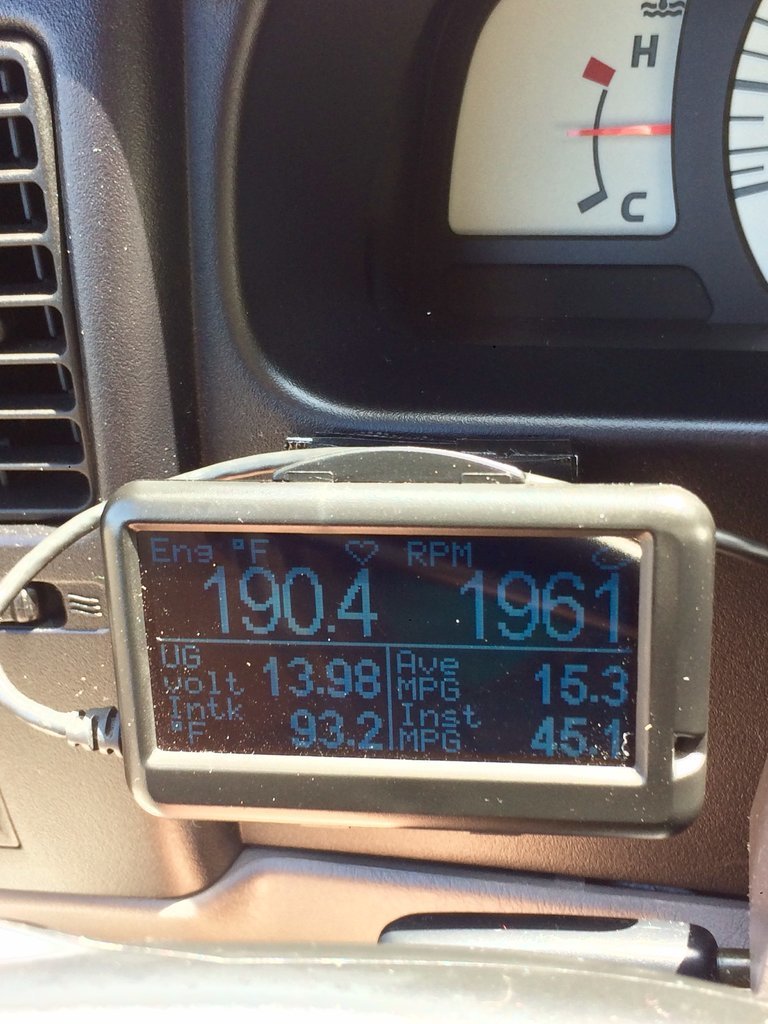 H
C
Eng °F RPM
190.4 1961
UG volt 13.98
Ave MPG 15.3
Intk °F 93.2
Inst MPG 45.1